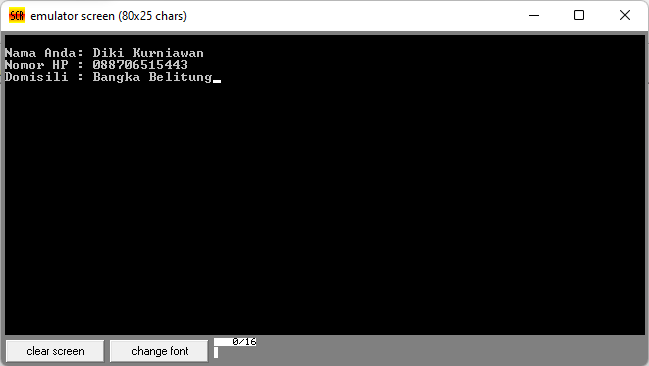 SCR emulator screen (80x25 chars)
Nama Anda: Diki Kurniawan
Nomor HP : 088706515443
Domisili : Bangka Belitung
clear screen change font 0/16